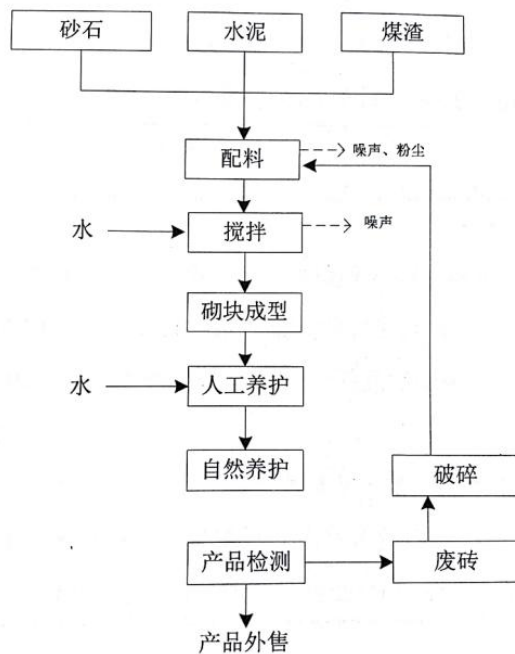 砂石
水泥
煤渣
配料
噪声、粉尘
水
搅拌
噪声
砌块成型
水
人工养护
自然养护
破碎
产品检测
废砖
产品外售